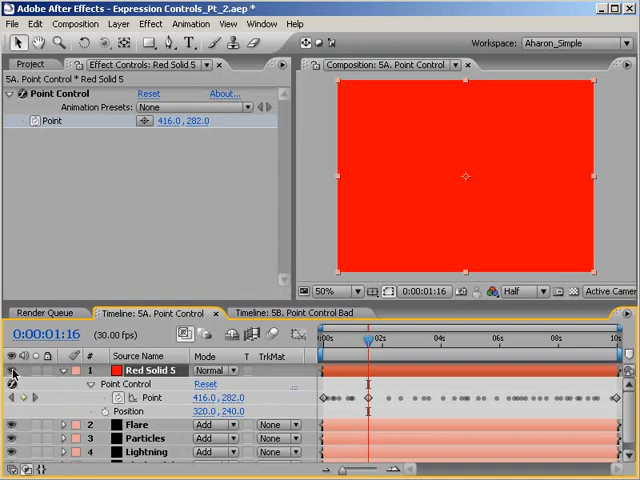 Adobe After Effects - Expression Controls_Pt_2.aep *
File Edit Composition Layer Effect Animation View Window Help
Workspace: Aharon_Simple
Project Effect Controls: Red Solid 5
Composition: 5A. Point Control
5A. Point Control * Red Solid 5
Point Control Reset About...
Animation Presets: None
Point 416.0, 282.0
50% 0:00:01:16 Half Active Camer
Render Queue Timeline: 5A. Point Control × Timeline: 5B. Point Control Bad
0:00:01:16 (30.00 fps)
:00s 02s 04s 06s 08s 10s
# Source Name Mode T TrkMat
1 Red Solid 5 Normal
Point Control Reset ...
Point 416.0, 282.0
Position 320.0, 240.0
2 Flare Add
3 Particles Add
4 Lightning Add